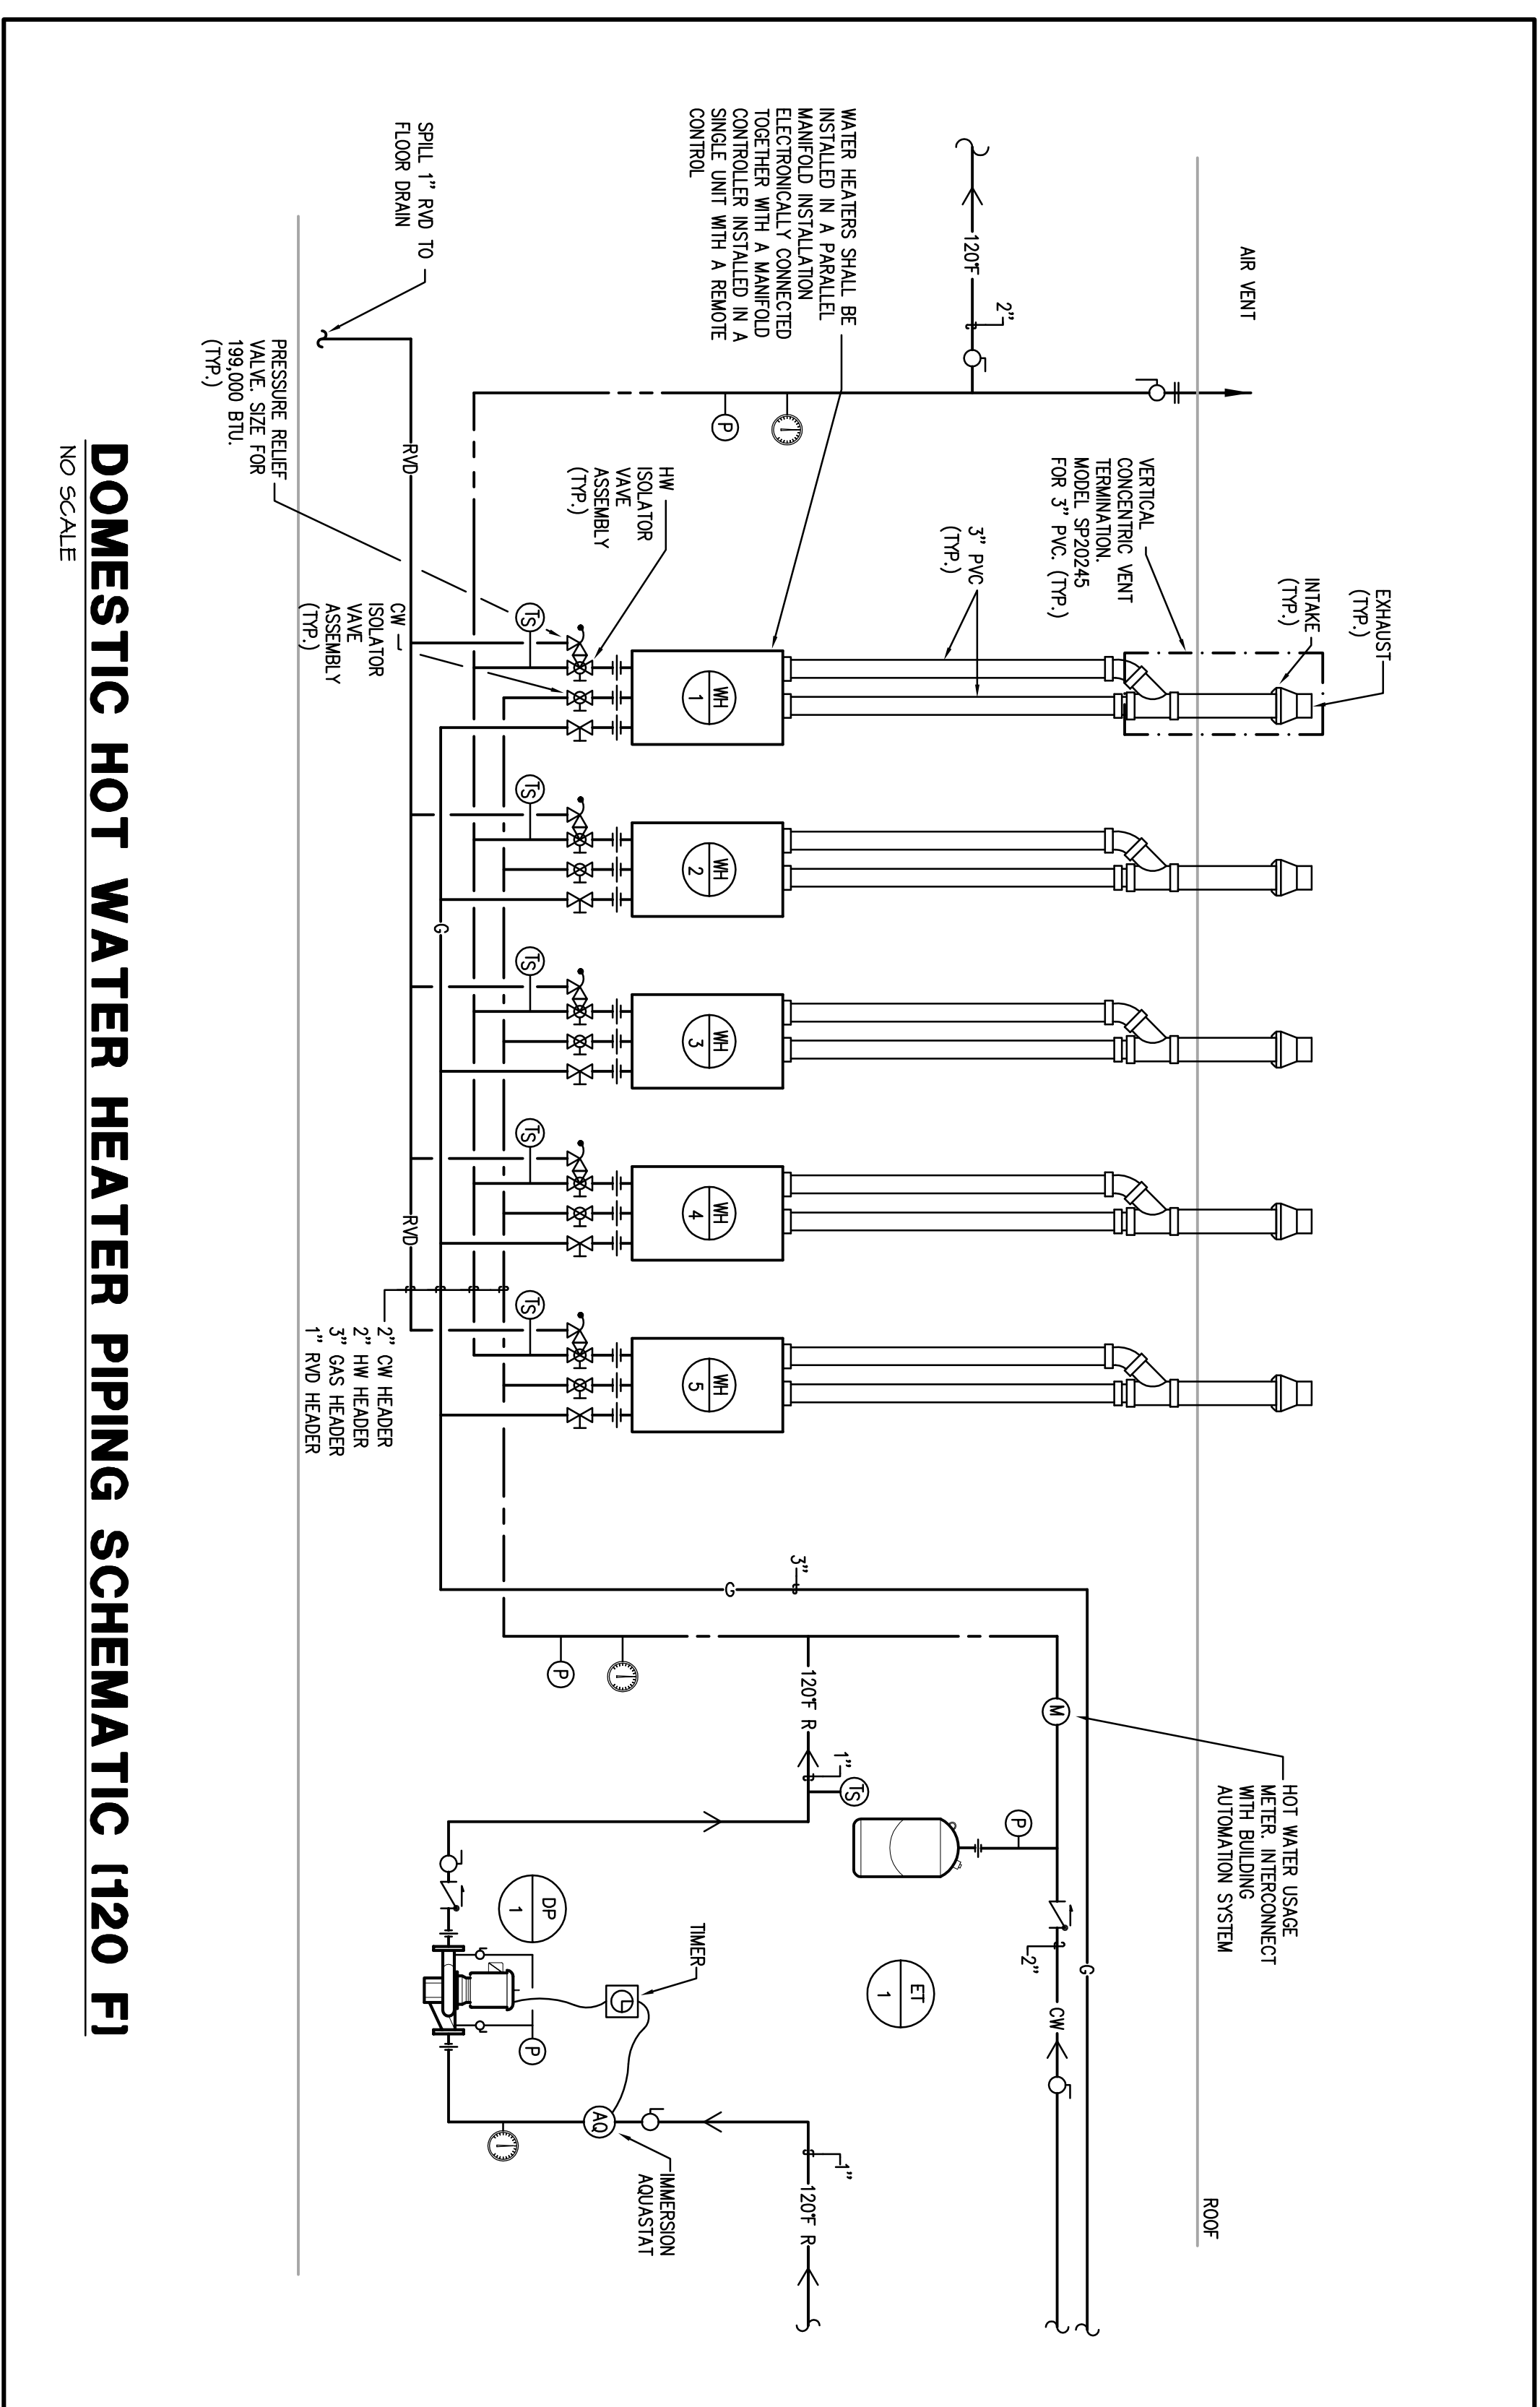 EXHAUST
(TYP.)
INTAKE
(TYP.)
AIR VENT
VERTICAL
CONCENTRIC VENT
TERMINATION.
MODEL SP20245
FOR 3" PVC. (TYP.)
ROOF
HOT WATER USAGE
METER. INTERCONNECT
WITH BUILDING
AUTOMATION SYSTEM
3" PVC
(TYP.)
120°F
2"
WATER HEATERS SHALL BE
INSTALLED IN A PARALLEL
MANIFOLD INSTALLATION
ELECTRONICALLY CONNECTED
TOGETHER WITH A MANIFOLD
CONTROLLER INSTALLED IN A
SINGLE UNIT WITH A REMOTE
CONTROL
P
HW
ISOLATOR
VAVE
ASSEMBLY
(TYP.)
WH
1
WH
2
WH
3
WH
4
WH
5
TS
TS
TS
TS
TS
G
M
2"
CW
3"
G
P
ET
1
120°F R
1"
TS
1"
120°F R
P
TIMER
DP
1
P
AQ
IMMERSION
AQUASTAT
SPILL 1" RVD TO
FLOOR DRAIN
RVD
G
RVD
CW
ISOLATOR
VAVE
ASSEMBLY
(TYP.)
2" CW HEADER
2" HW HEADER
3" GAS HEADER
1" RVD HEADER
PRESSURE RELIEF
VALVE. SIZE FOR
199,000 BTU.
(TYP.)
DOMESTIC HOT WATER HEATER PIPING SCHEMATIC (120 F)
NO SCALE